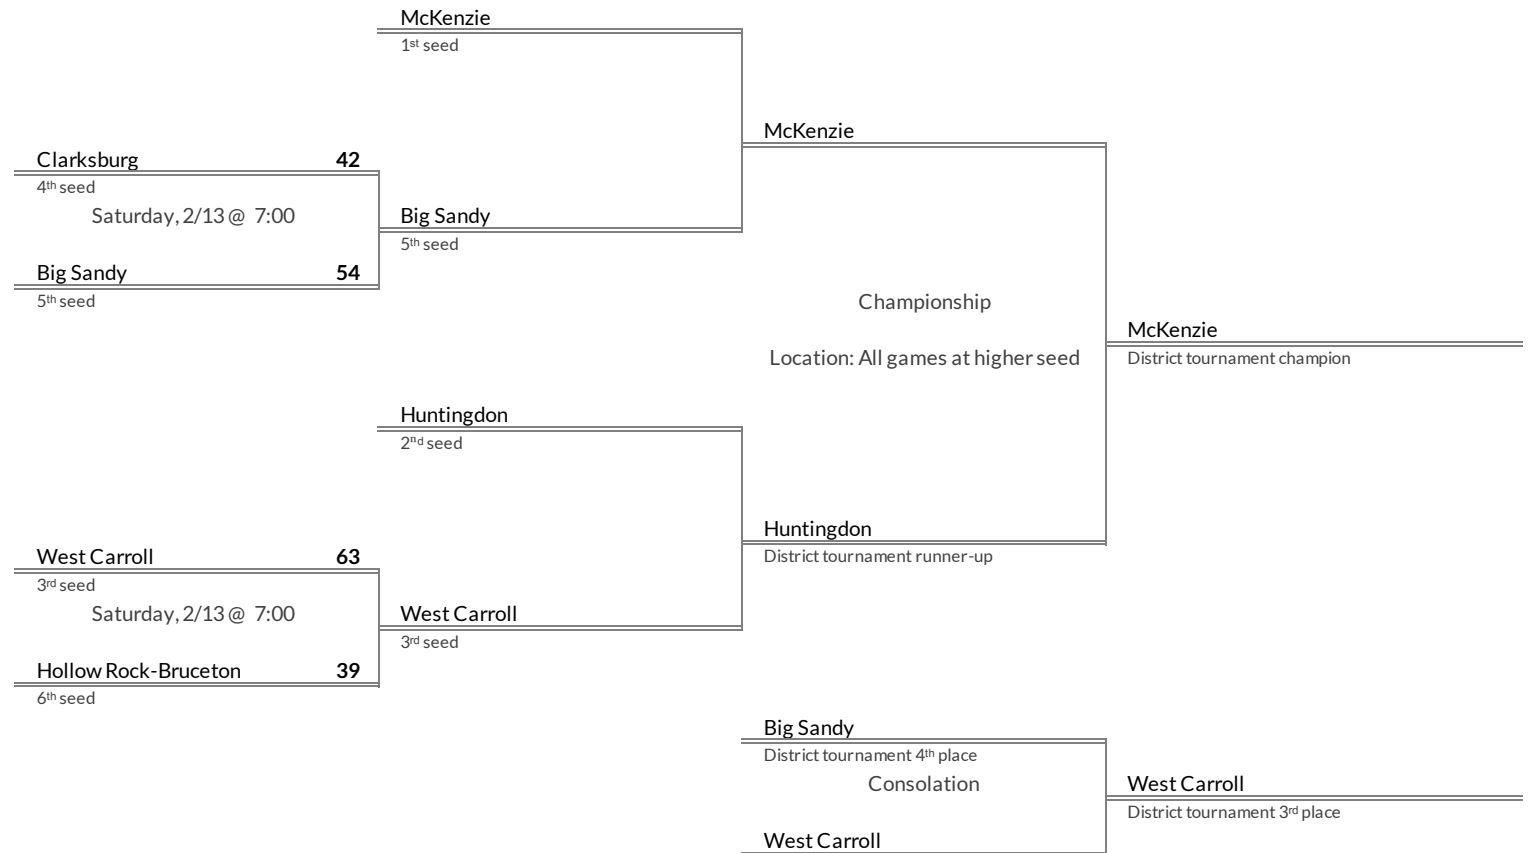 McKenzie
1st seed
McKenzie
Clarksburg 42
4th seed
Saturday, 2/13 @ 7:00
Big Sandy
5th seed
Big Sandy 54
5th seed
Championship
Location: All games at higher seed
McKenzie
District tournament champion
Huntingdon
2nd seed
Huntingdon
District tournament runner-up
West Carroll 63
3rd seed
Saturday, 2/13 @ 7:00
West Carroll
3rd seed
Hollow Rock-Bruceton 39
6th seed
Big Sandy
District tournament 4th place
Consolation
West Carroll
District tournament 3rd place
West Carroll